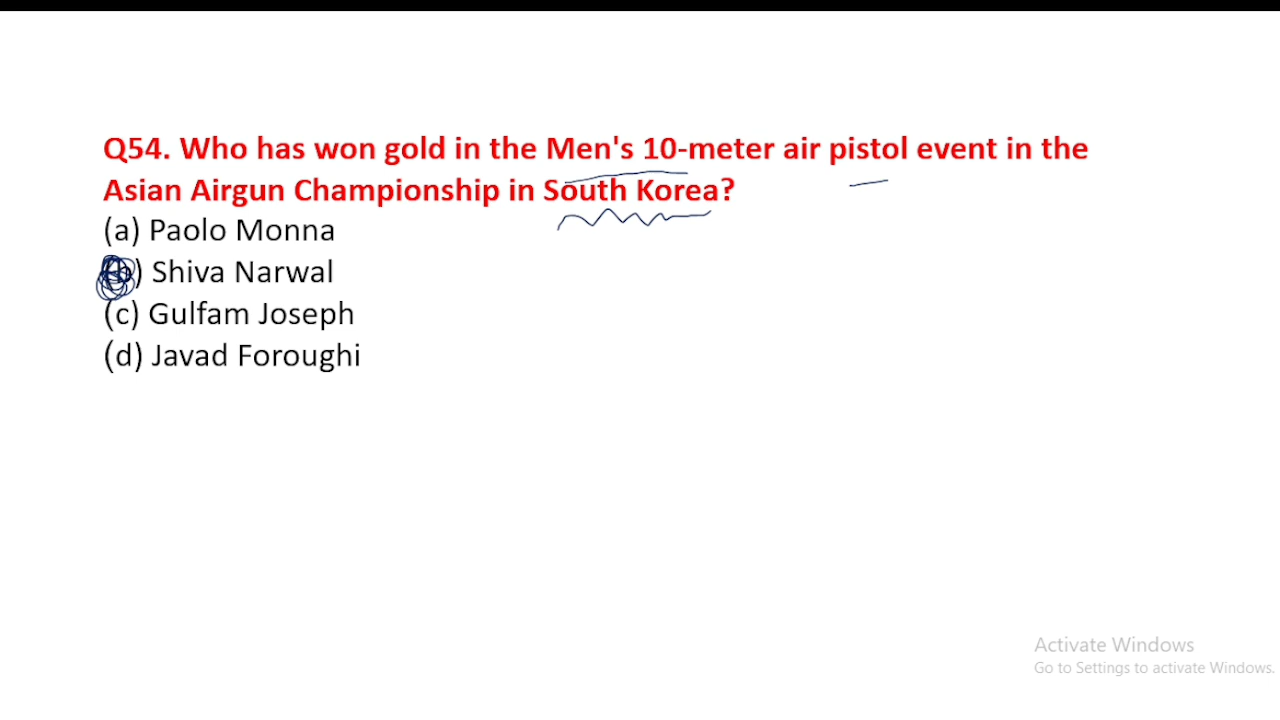 Q54. Who has won gold in the Men's 10-meter air pistol event in the
Asian Airgun Championship in South Korea?
(a) Paolo Monna
(b) Shiva Narwal
(c) Gulfam Joseph
(d) Javad Foroughi
Activate Windows
Go to Settings to activate Windows.